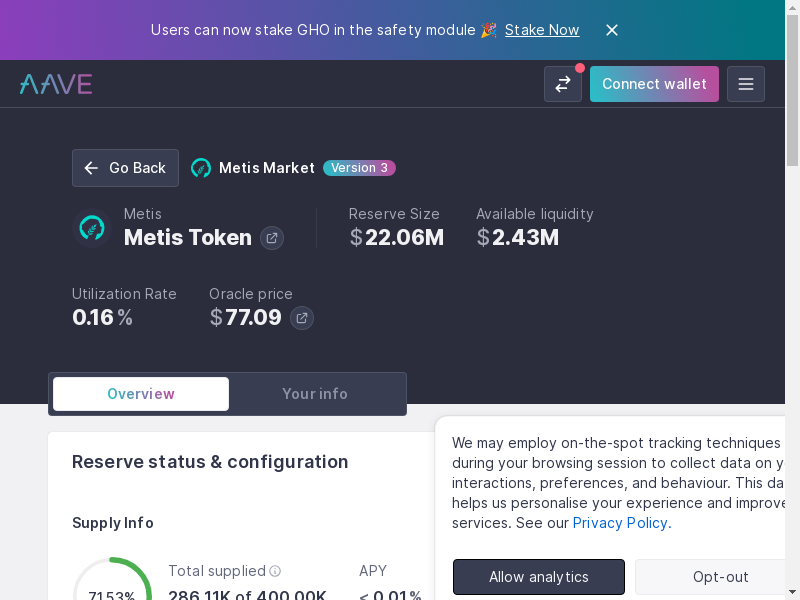 Users can now stake GHO in the safety module 🎉 Stake Now
AAVE
Connect wallet
Go Back
Metis Market
Version 3
Metis
Metis Token
Reserve Size
$22.06M
Available liquidity
$2.43M
Utilization Rate
0.16%
Oracle price
$77.09
Overview
Your info
Reserve status & configuration
Supply Info
71.53%
Total supplied
286.11K of 400.00K
APY
< 0.01%
We may employ on-the-spot tracking techniques
during your browsing session to collect data on
interactions, preferences, and behaviour. This
helps us personalise your experience and improve
services. See our Privacy Policy.
Allow analytics
Opt-out